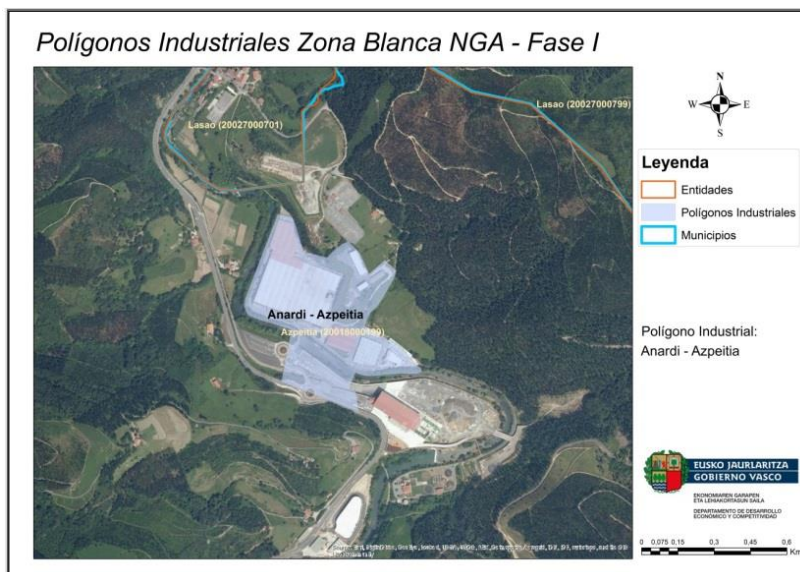 Polígonos Industriales Zona Blanca NGA - Fase I
Lasao (20027000701)
Lasao (20027000799)
N
W E
S
Leyenda
Entidades
Polígonos Industriales
Municipios
Anardi - Azpeitia
Azpeitia
Polígono Industrial:
Anardi - Azpeitia
EUSKO JAURLARITZA
GOBIERNO VASCO
EKONOMIAREN GARAPEN
ETA LEHIAKORTASUN SAILA
DEPARTAMENTO DE DESARROLLO
ECONÓMICO Y COMPETITIVIDAD
0 0,075 0,15 0,3 0,45 0,6
Km